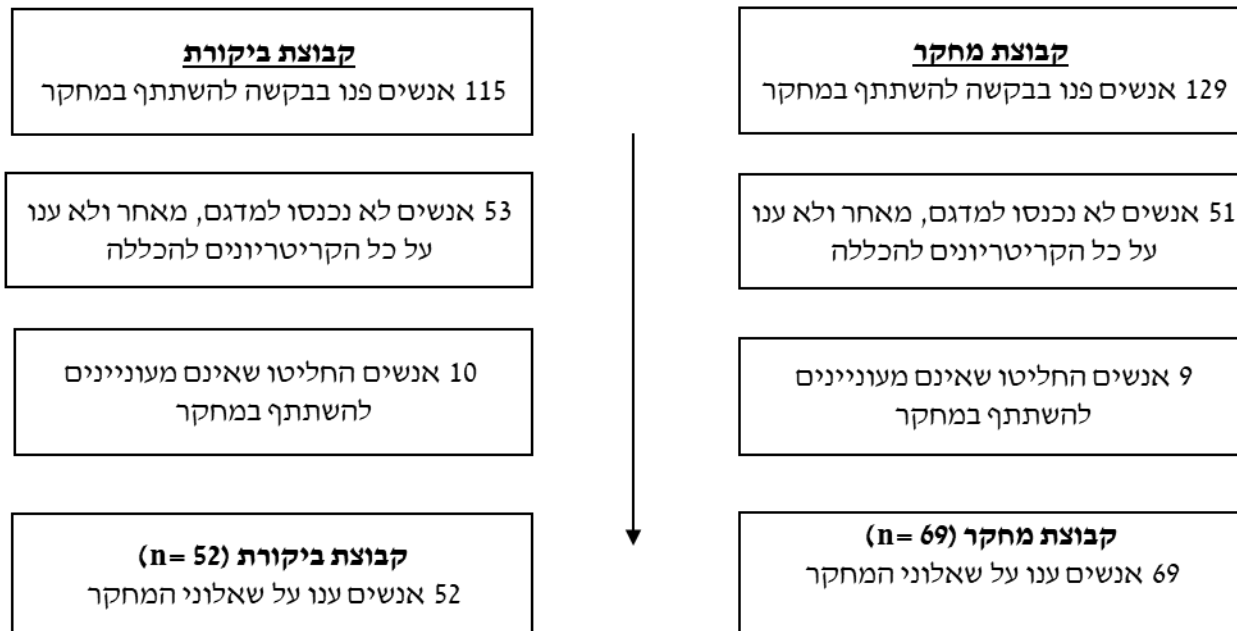 קבוצת מחקר
129 אנשים פנו בבקשה להשתתף במחקר
51 אנשים לא נכנסו למדגם, מאחר ולא ענו
על כל הקריטריונים להכללה
9 אנשים החליטו שאינם מעוניינים
להשתתף במחקר
קבוצת מחקר (n= 69)
69 אנשים ענו על שאלוני המחקר
קבוצת ביקורת
115 אנשים פנו בבקשה להשתתף במחקר
53 אנשים לא נכנסו למדגם, מאחר ולא ענו
על כל הקריטריונים להכללה
10 אנשים החליטו שאינם מעוניינים
להשתתף במחקר
קבוצת ביקורת (n= 52)
52 אנשים ענו על שאלוני המחקר